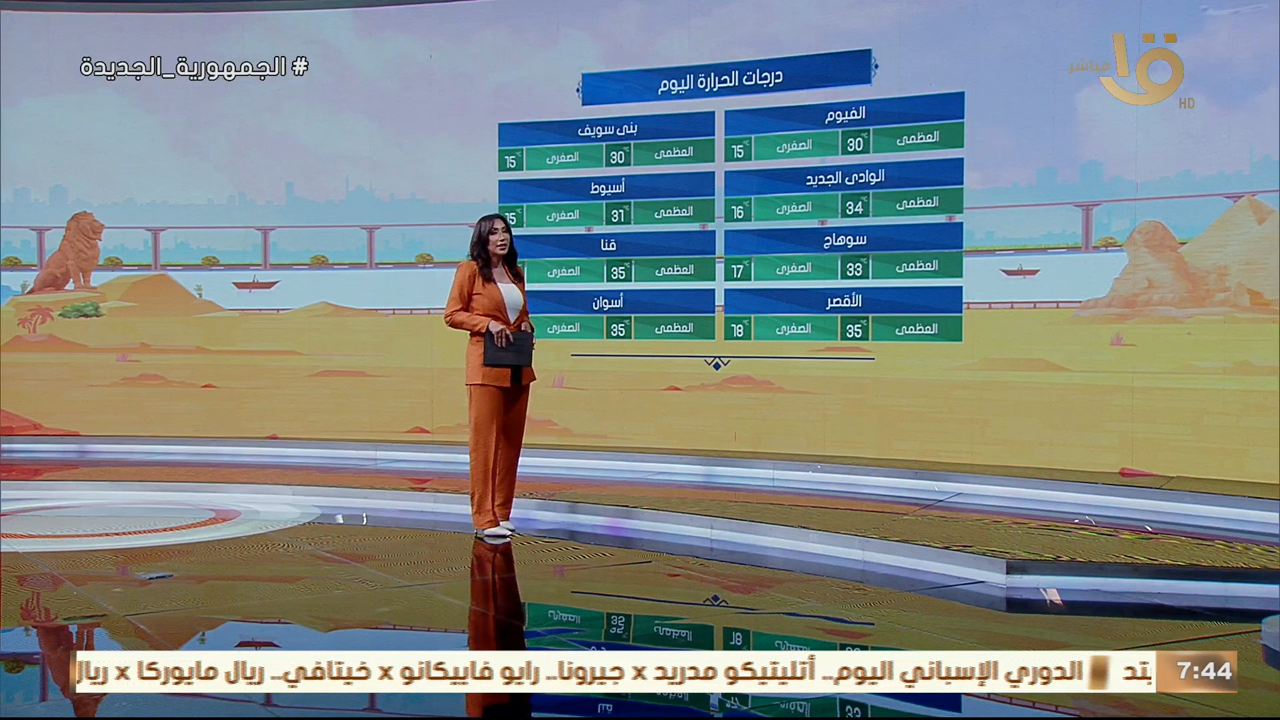 # الجمهورية_الجديدة
مباشر
HD
درجات الحرارة اليوم
الفيوم
العظمى 30 الصغرى 15
بنى سويف
العظمى 30 الصغرى 15
الوادى الجديد
العظمى 34 الصغرى 16
أسيوط
العظمى 31 الصغرى 15
سوهاج
العظمى 33 الصغرى 17
قنا
العظمى 35 الصغرى
الأقصر
العظمى 35 الصغرى 18
أسوان
العظمى 35 الصغرى
7:44
الدوري الإسباني اليوم.. أتليتيكو مدريد x جيرونا.. رايو فاييكانو x خيتافي.. ريال مايوركا x ريال